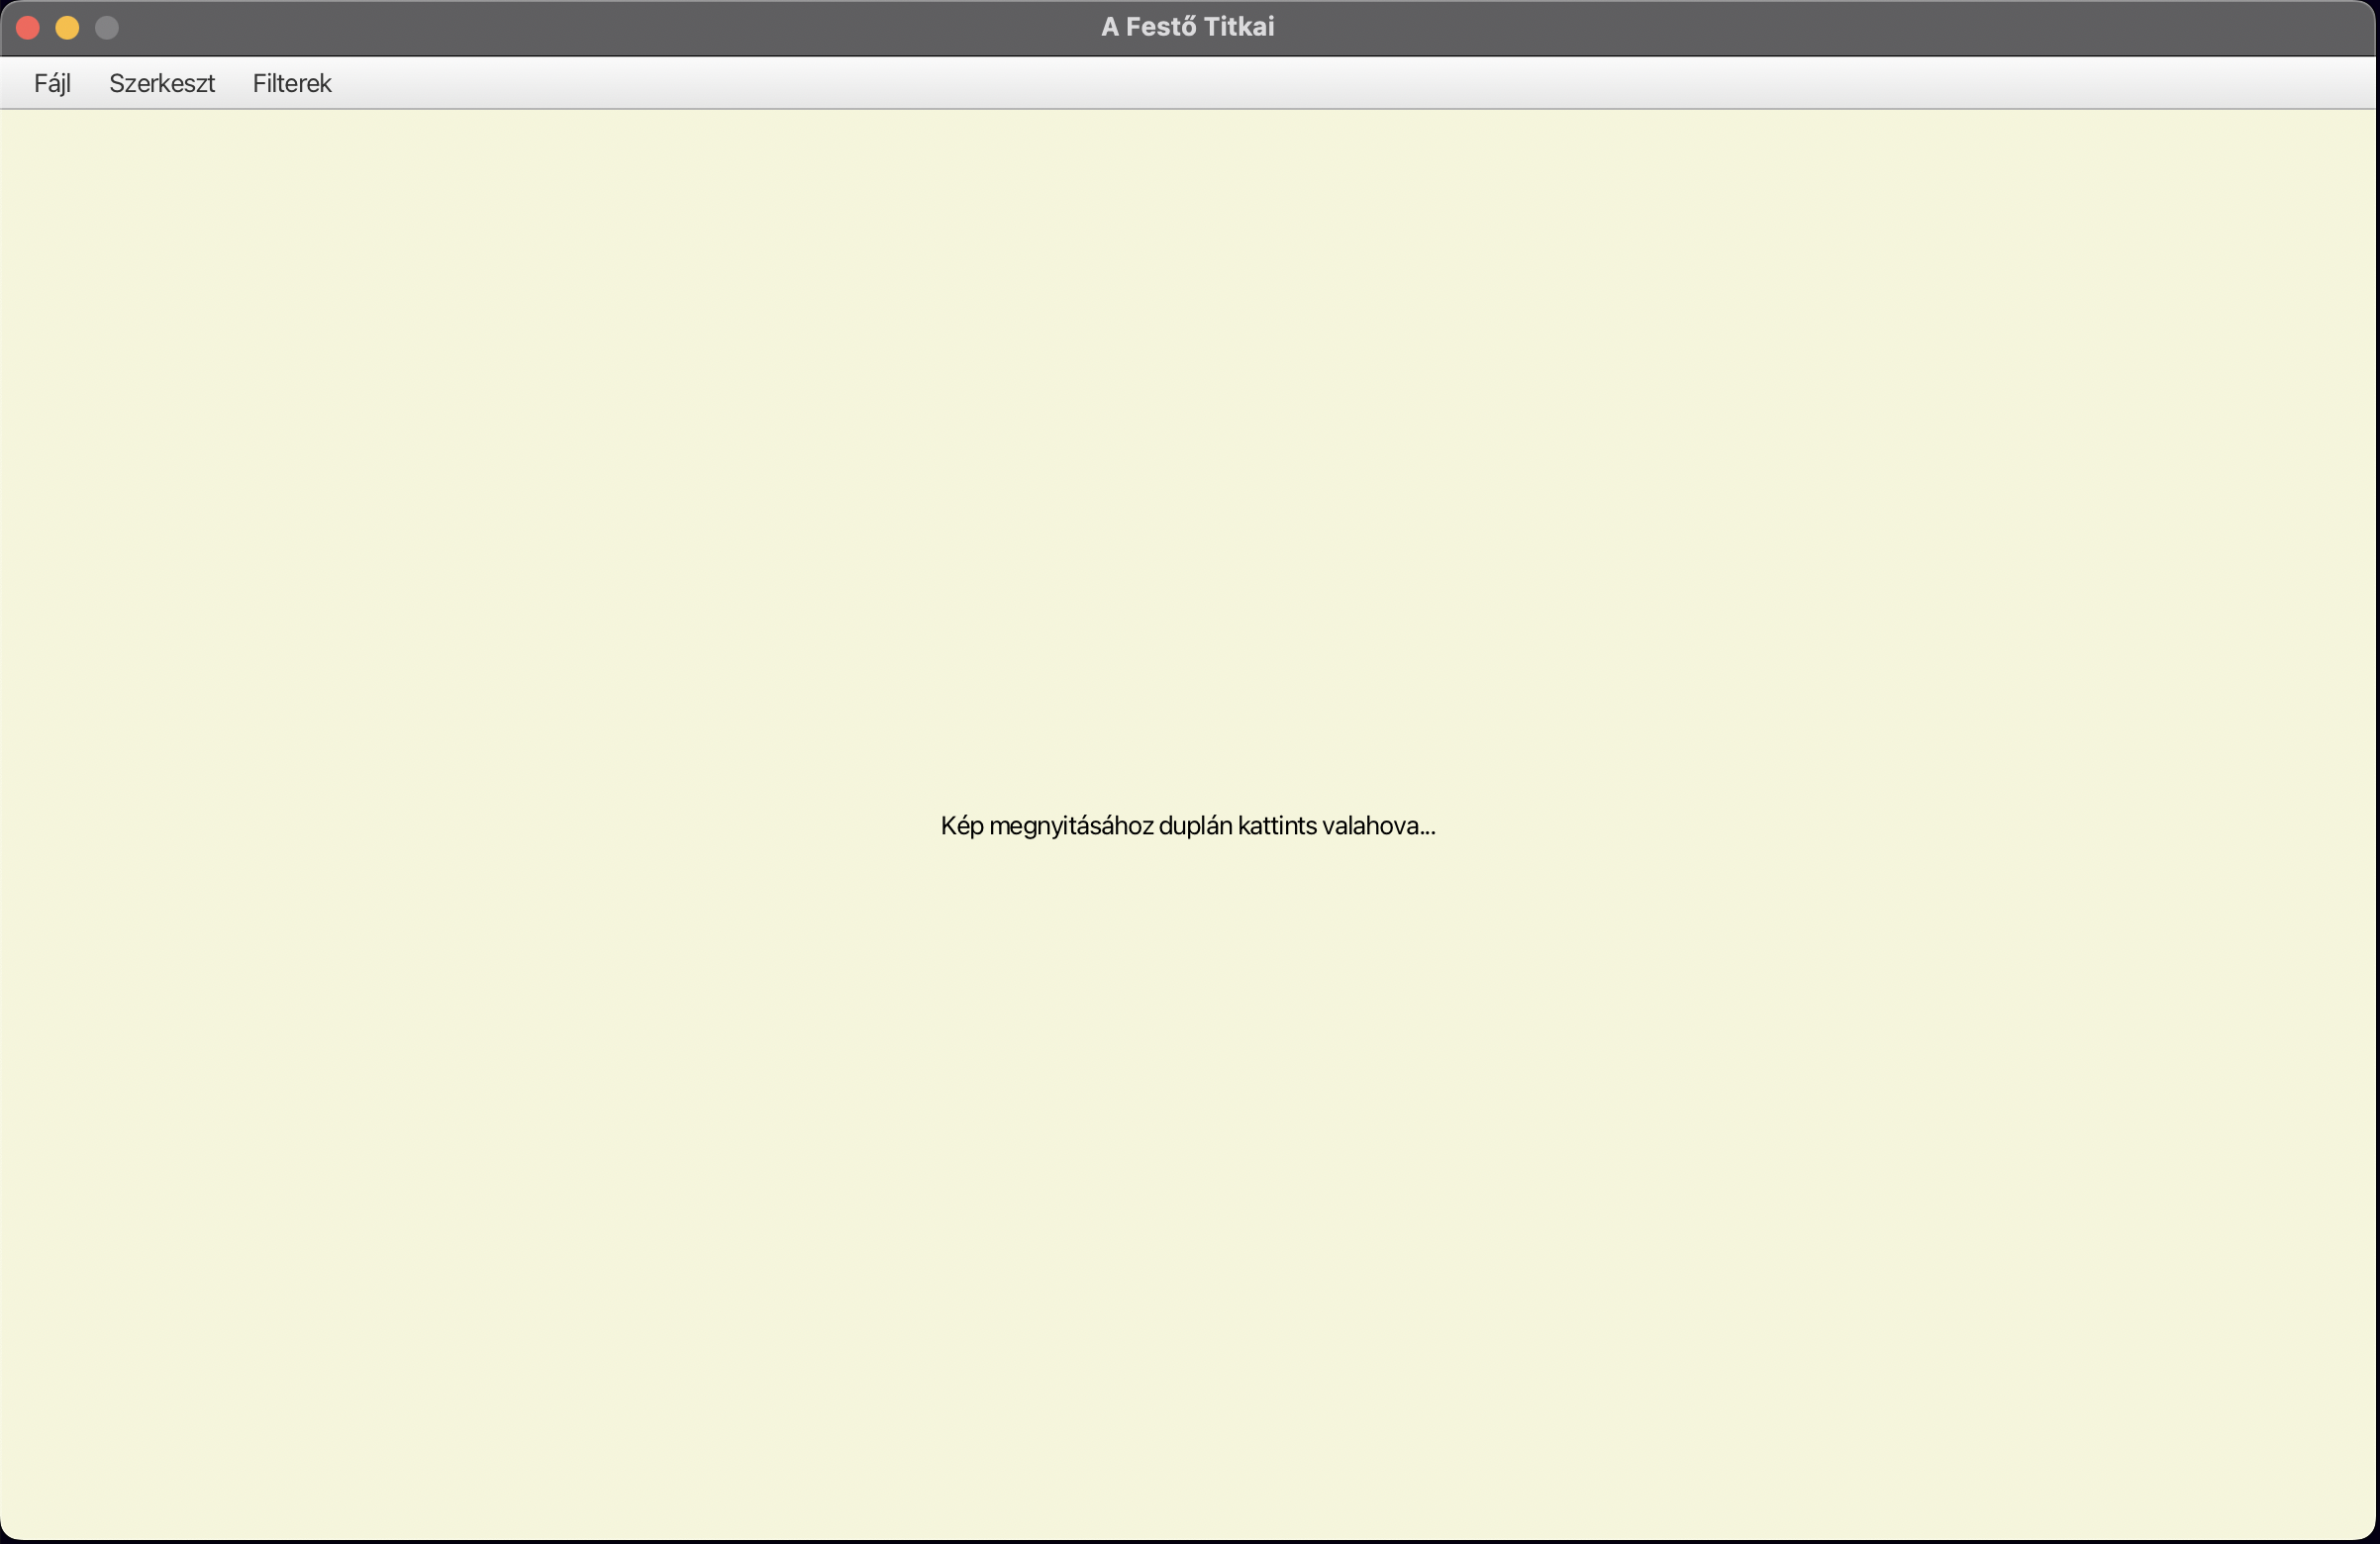 A Festő Titkai
Fájl Szerkeszt Filterek
Kép megnyitásához duplán kattints valahova...